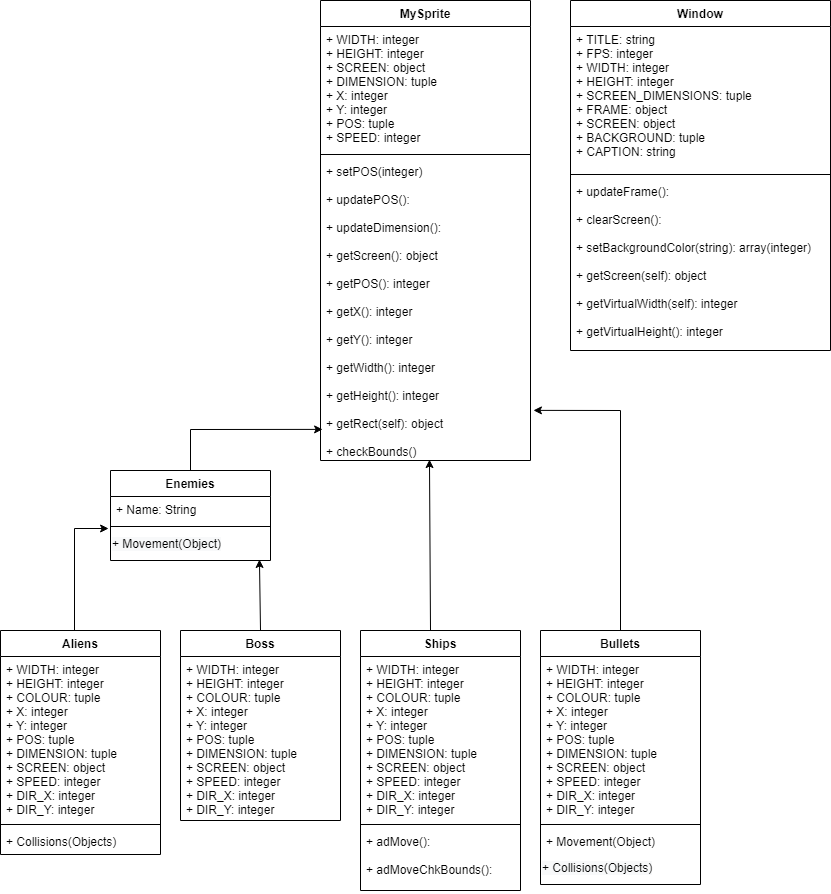 MySprite
+ WIDTH: integer
+ HEIGHT: integer
+ SCREEN: object
+ DIMENSION: tuple
+ X: integer
+ Y: integer
+ POS: tuple
+ SPEED: integer
+ setPOS(integer)
+ updatePOS():
+ updateDimension():
+ getScreen(): object
+ getPOS(): integer
+ getX(): integer
+ getY(): integer
+ getWidth(): integer
+ getHeight(): integer
+ getRect(self): object
+ checkBounds()
Window
+ TITLE: string
+ FPS: integer
+ WIDTH: integer
+ HEIGHT: integer
+ SCREEN_DIMENSIONS: tuple
+ FRAME: object
+ SCREEN: object
+ BACKGROUND: tuple
+ CAPTION: string
+ updateFrame():
+ clearScreen():
+ setBackgroundColor(string): array(integer)
+ getScreen(self): object
+ getVirtualWidth(self): integer
+ getVirtualHeight(): integer
Enemies
+ Name: String
+ Movement(Object)
Aliens
+ WIDTH: integer
+ HEIGHT: integer
+ COLOUR: tuple
+ X: integer
+ Y: integer
+ POS: tuple
+ DIMENSION: tuple
+ SCREEN: object
+ SPEED: integer
+ DIR_X: integer
+ DIR_Y: integer
+ Collisions(Objects)
Boss
+ WIDTH: integer
+ HEIGHT: integer
+ COLOUR: tuple
+ X: integer
+ Y: integer
+ POS: tuple
+ DIMENSION: tuple
+ SCREEN: object
+ SPEED: integer
+ DIR_X: integer
+ DIR_Y: integer
Ships
+ WIDTH: integer
+ HEIGHT: integer
+ COLOUR: tuple
+ X: integer
+ Y: integer
+ POS: tuple
+ DIMENSION: tuple
+ SCREEN: object
+ SPEED: integer
+ DIR_X: integer
+ DIR_Y: integer
+ adMove():
+ adMoveChkBounds():
Bullets
+ WIDTH: integer
+ HEIGHT: integer
+ COLOUR: tuple
+ X: integer
+ Y: integer
+ POS: tuple
+ DIMENSION: tuple
+ SCREEN: object
+ SPEED: integer
+ DIR_X: integer
+ DIR_Y: integer
+ Movement(Object)
+ Collisions(Objects)